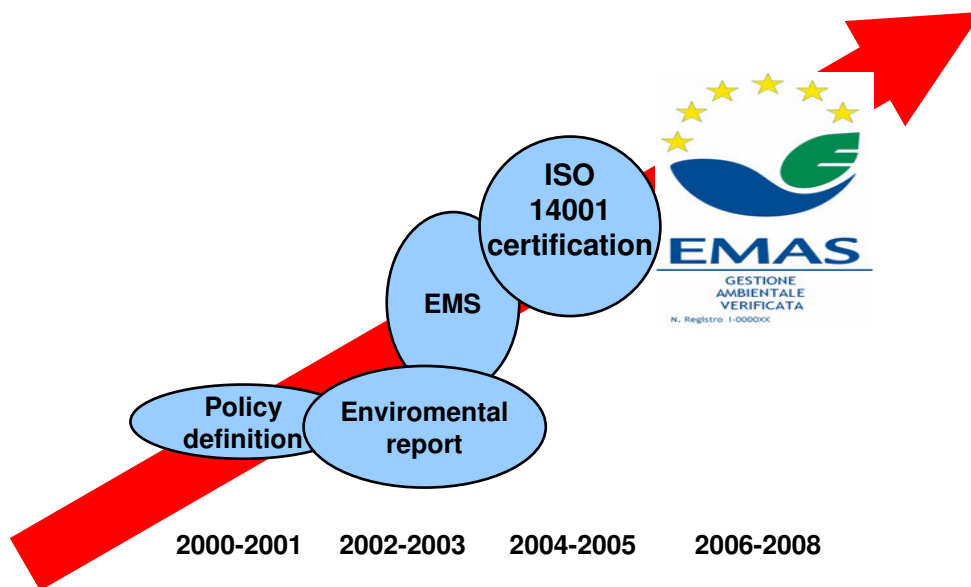 ISO
14001
certification
EMS
Policy
definition
Enviromental
report
EMAS
GESTIONE
AMBIENTALE
VERIFICATA
N. Registro I-0000XX
2000-2001 2002-2003 2004-2005 2006-2008